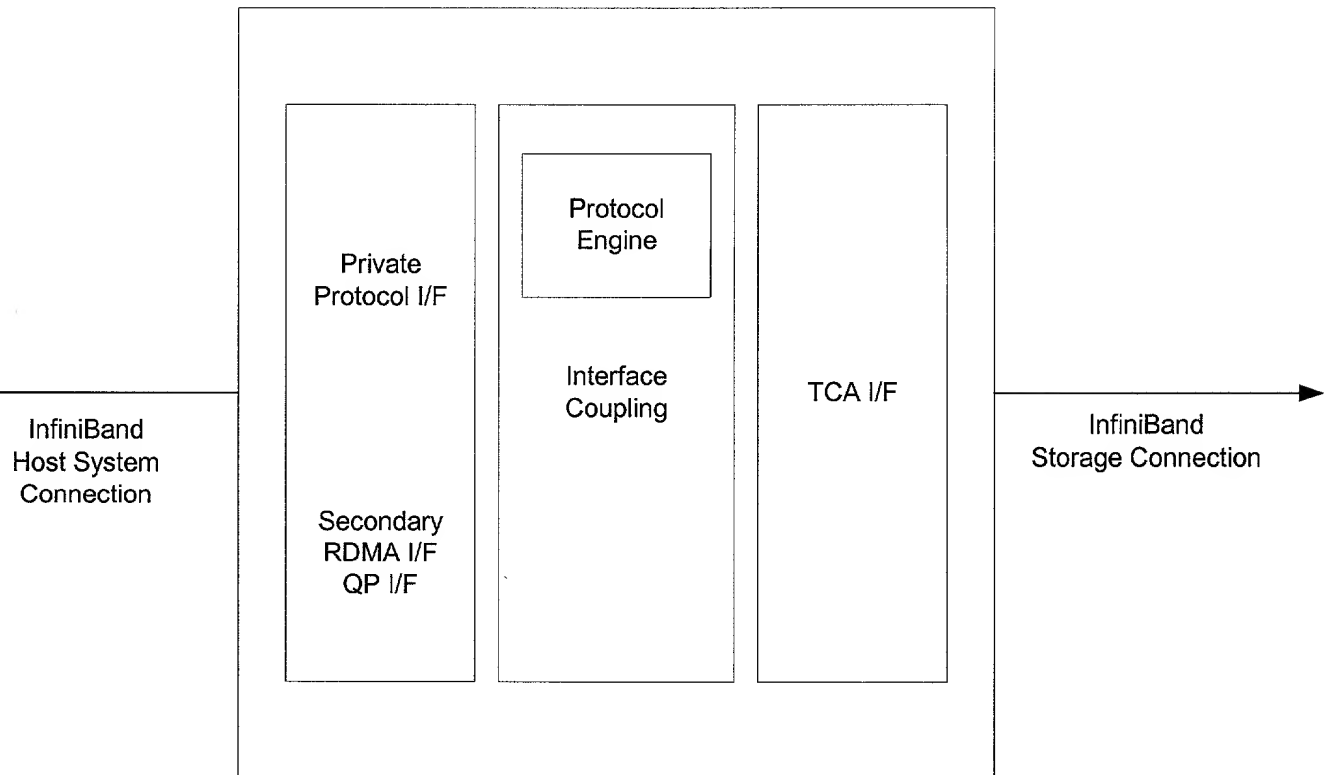 InfiniBand
Host System
Connection
Private
Protocol I/F
Secondary
RDMA I/F
QP I/F
Protocol
Engine
Interface
Coupling
TCA I/F
InfiniBand
Storage Connection